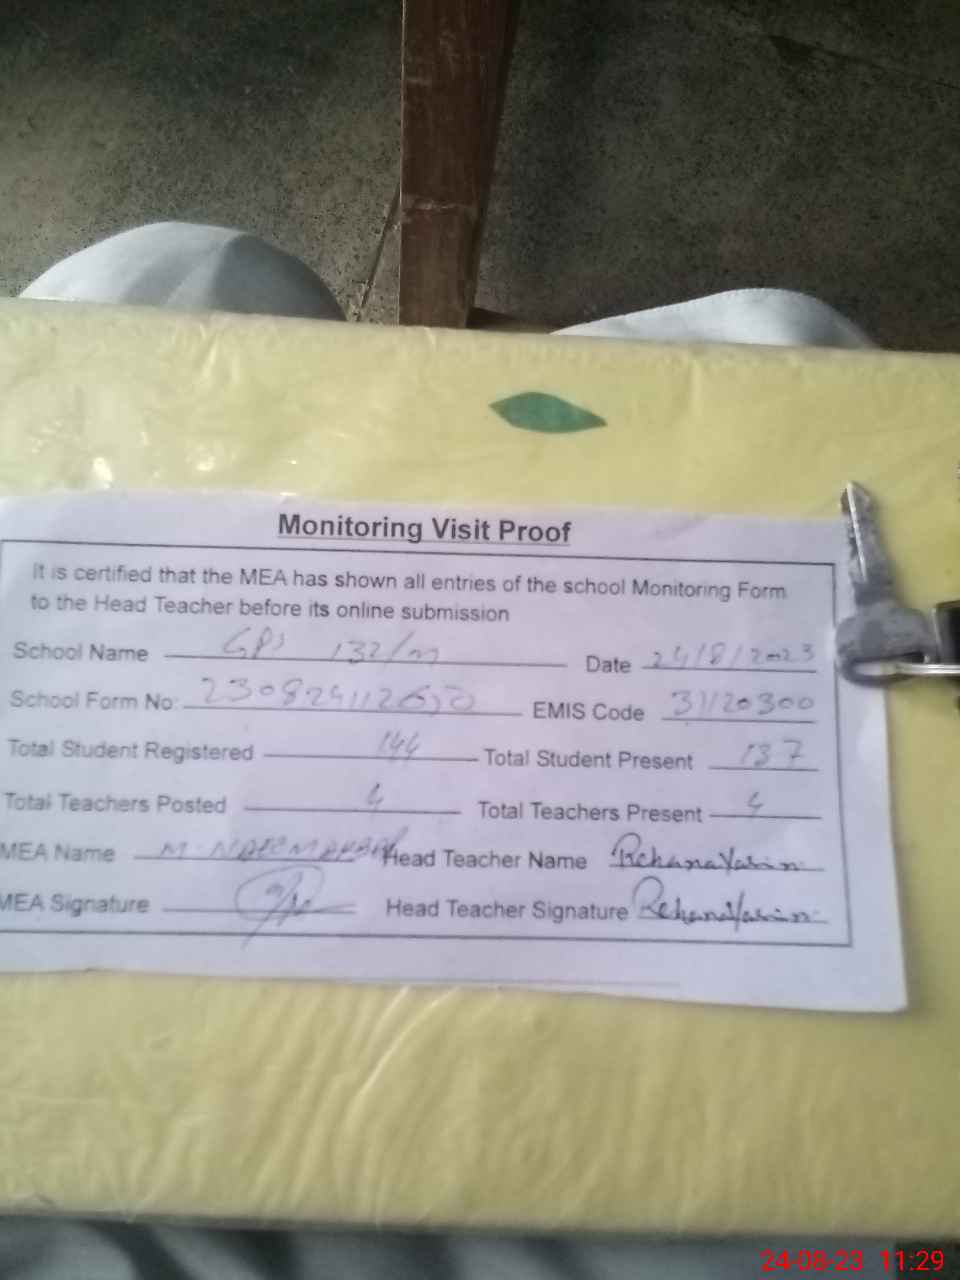 Monitoring Visit Proof
It is certified that the MEA has shown all entries of the school Monitoring Form
to the Head Teacher before its online submission
School Name GPS 132/m Date 24/8/2023
School Form No: EMIS Code 31120300
Total Student Registered 144 Total Student Present 137
Total Teachers Posted 4 Total Teachers Present 4
MEA Name M. Head Teacher Name Rehana Yasin
MEA Signature Head Teacher Signature Rehana Yasin
24-08-23 11:29